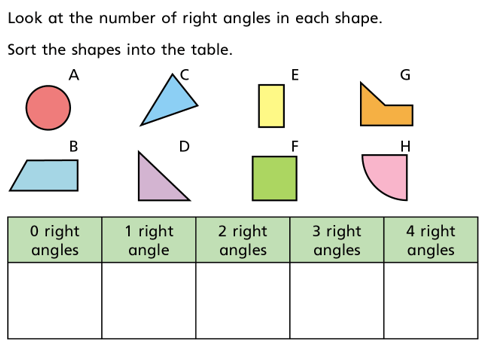 Look at the number of right angles in each shape.
Sort the shapes into the table.
A C E G
B D F H
0 right angles
1 right angle
2 right angles
3 right angles
4 right angles